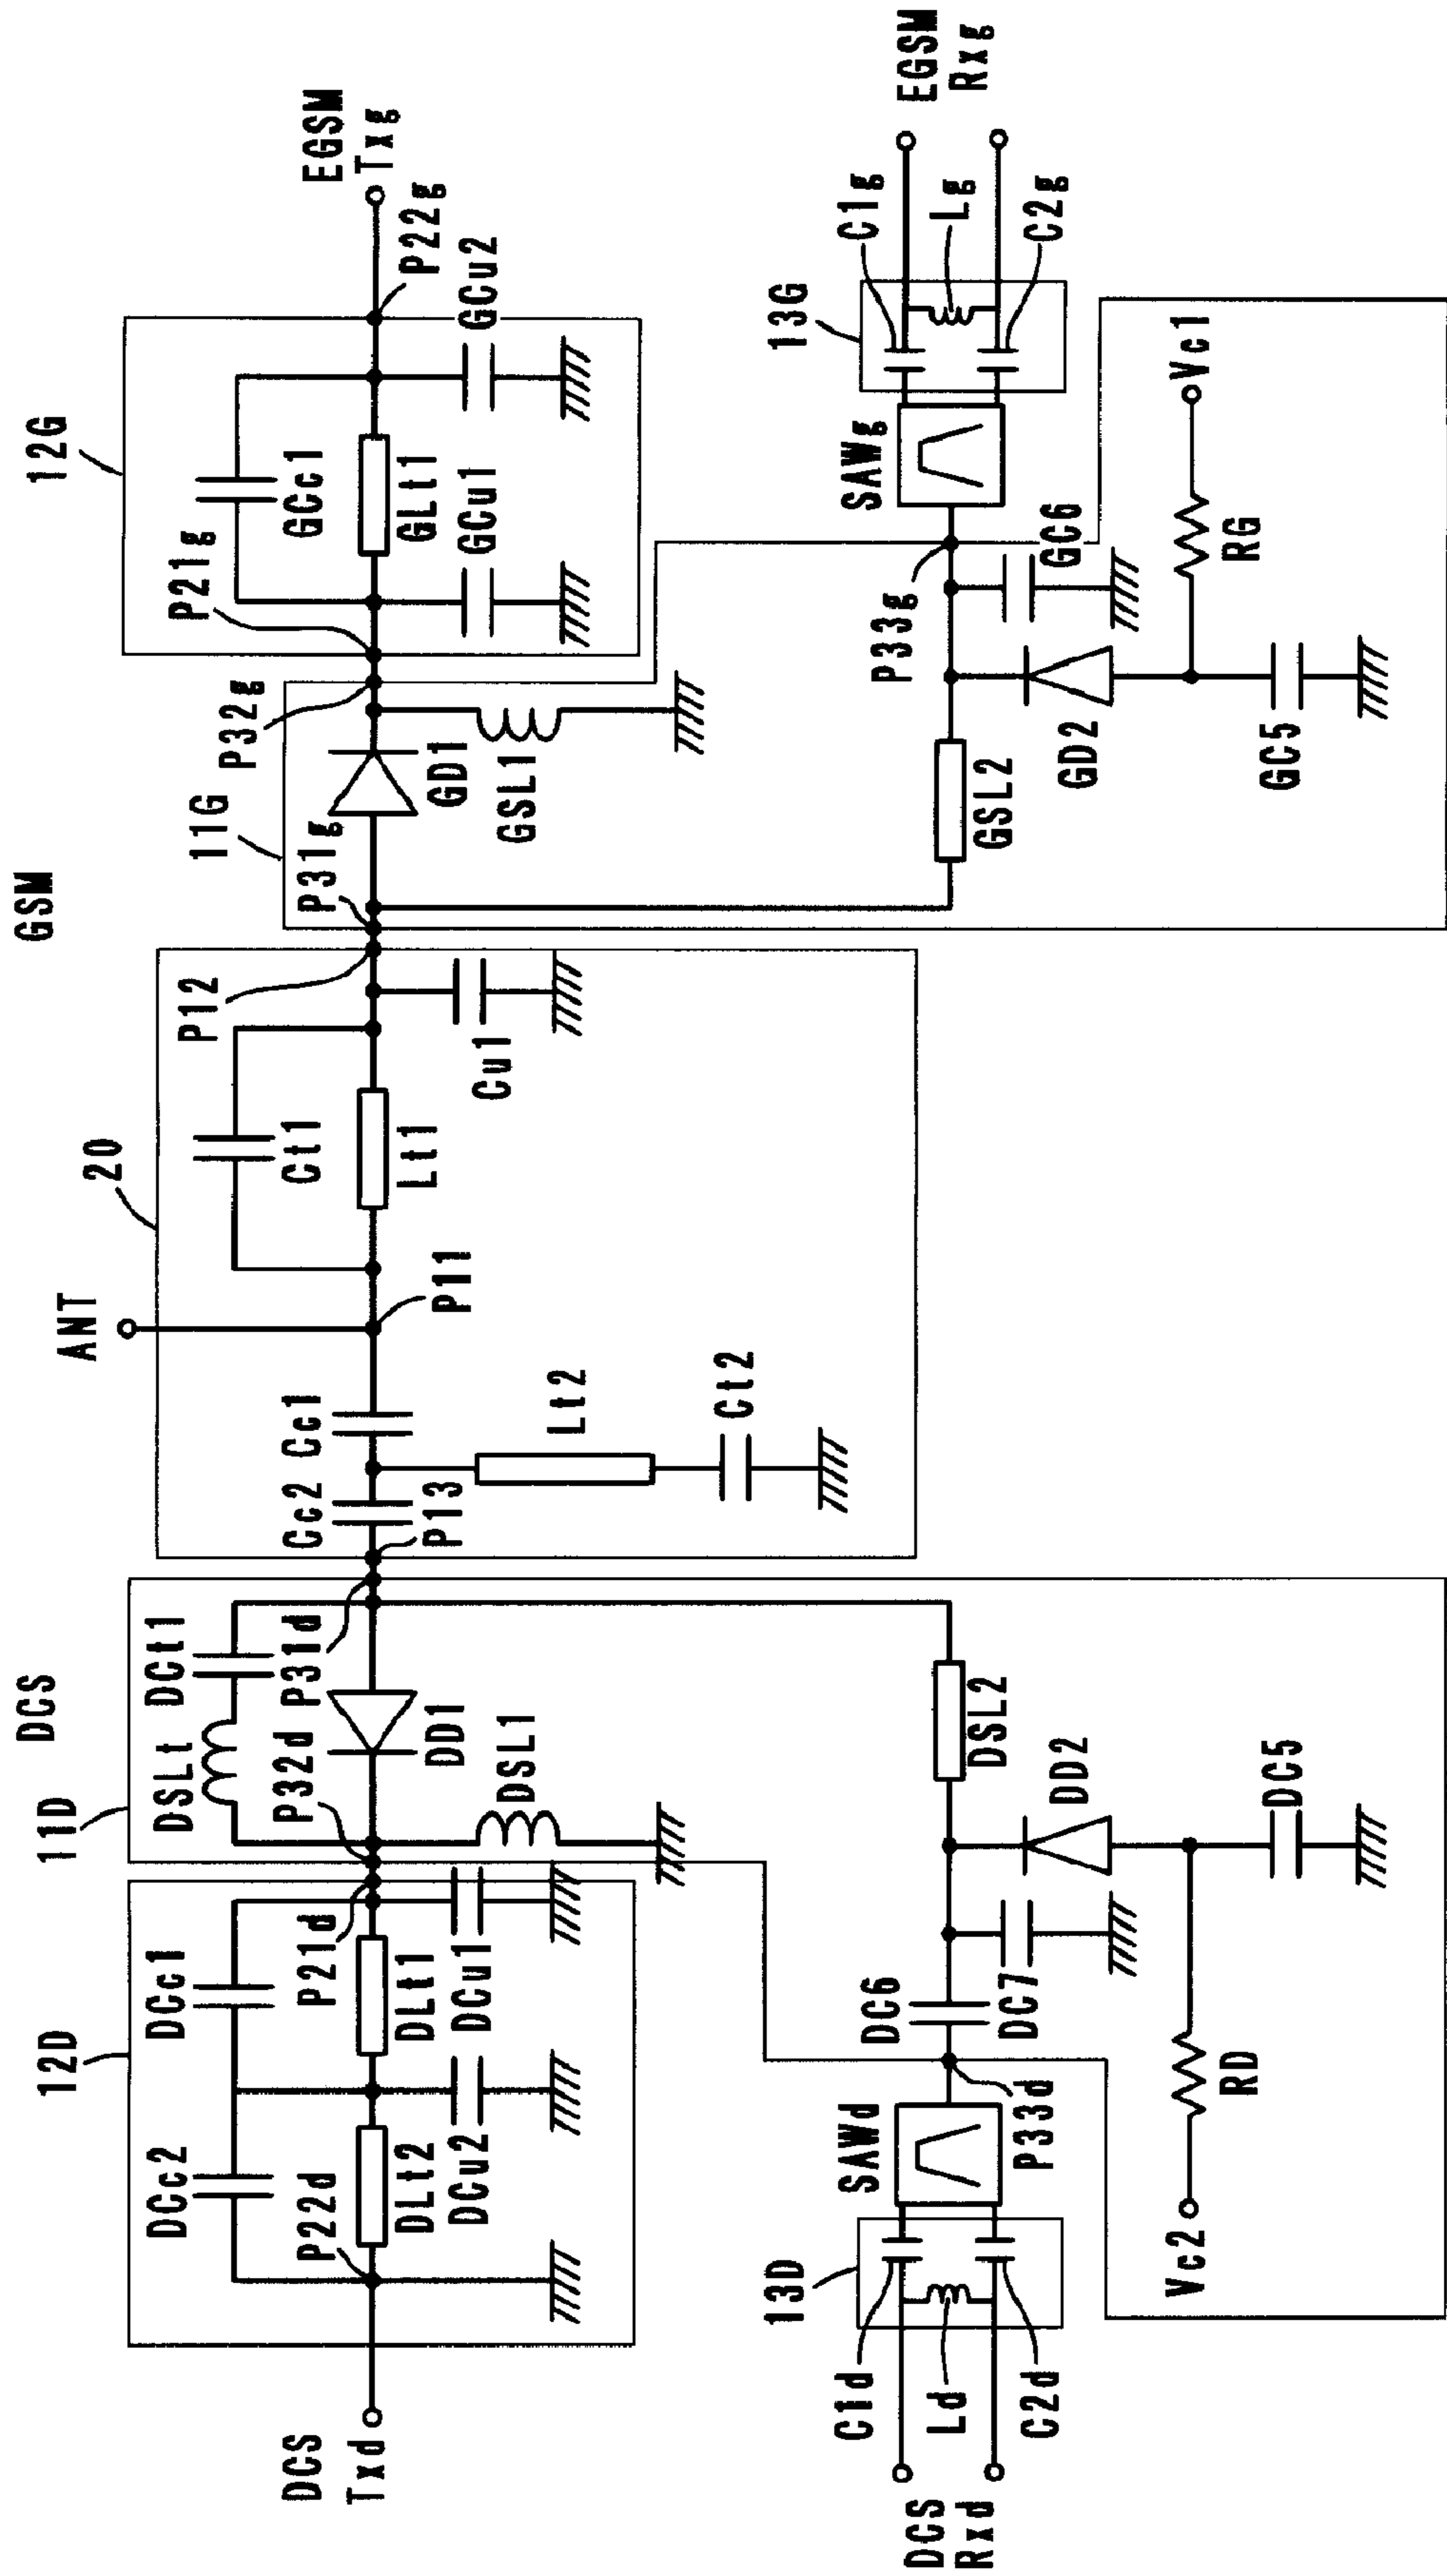 GSM
DCS
ANT
20
11G
12G
13G
11D
12D
13D
EGSM
Txg
P22g
GCu2
GCc1
GLt1
GCu1
P21g
P32g
GD1
GSL1
P31g
P12
Ct1
Lt1
Cu1
P11
Cc1
Lt2
Ct2
Cc2
P13
DCt1
P31d
DSLt
DD1
P32d
DSL1
DCc1
P21d
DLt1
DCu1
DCc2
P22d
DLt2
DCu2
DCS
Txd
EGSM
Rxg
C1g
Lg
C2g
SAWg
Vc1
P33g
GC6
RG
GSL2
GD2
GC5
DSL2
DD2
DC5
DC6
DC7
SAWd
P33d
RD
Vc2
C1d
Ld
C2d
DCS
Rxd